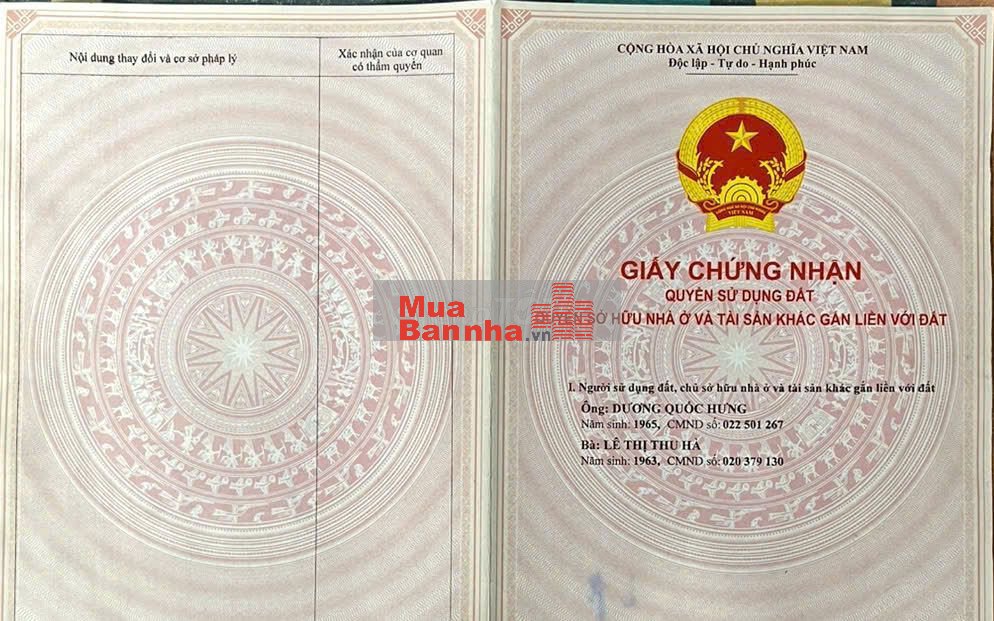 Nội dung thay đổi và cơ sở pháp lý
Xác nhận của cơ quan
có thẩm quyền
CỘNG HÒA XÃ HỘI CHỦ NGHĨA VIỆT NAM
Độc lập - Tự do - Hạnh phúc
VIỆT NAM
GIẤY CHỨNG NHẬN
QUYỀN SỬ DỤNG ĐẤT
QUYỀN SỞ HỮU NHÀ Ở VÀ TÀI SẢN KHÁC GẮN LIỀN VỚI ĐẤT
Mua
Bannha.vn
I. Người sử dụng đất, chủ sở hữu nhà ở và tài sản khác gắn liền với đất
Ông: DƯƠNG QUỐC HƯNG
Năm sinh: 1965, CMND số: 022 501 267
Bà: LÊ THỊ THU HÀ
Năm sinh: 1963, CMND số: 020 379 130